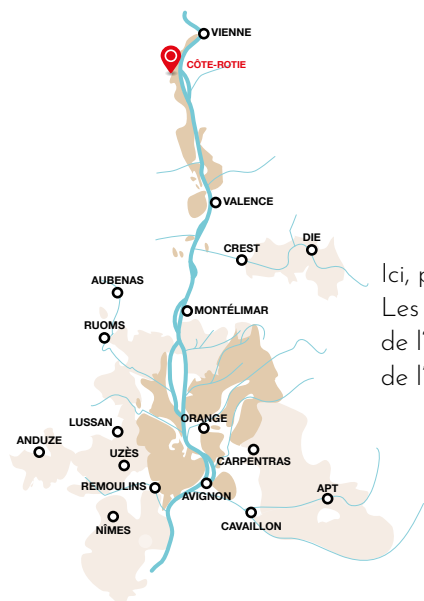 VIENNE
CÔTE-ROTIE
VALENCE
DIE
CREST
Ici, p
Les
de l'
de l'
AUBENAS
MONTÉLIMAR
RUOMS
ORANGE
LUSSAN
ANDUZE
UZÈS
CARPENTRAS
REMOULINS
AVIGNON
APT
CAVAILLON
NÎMES